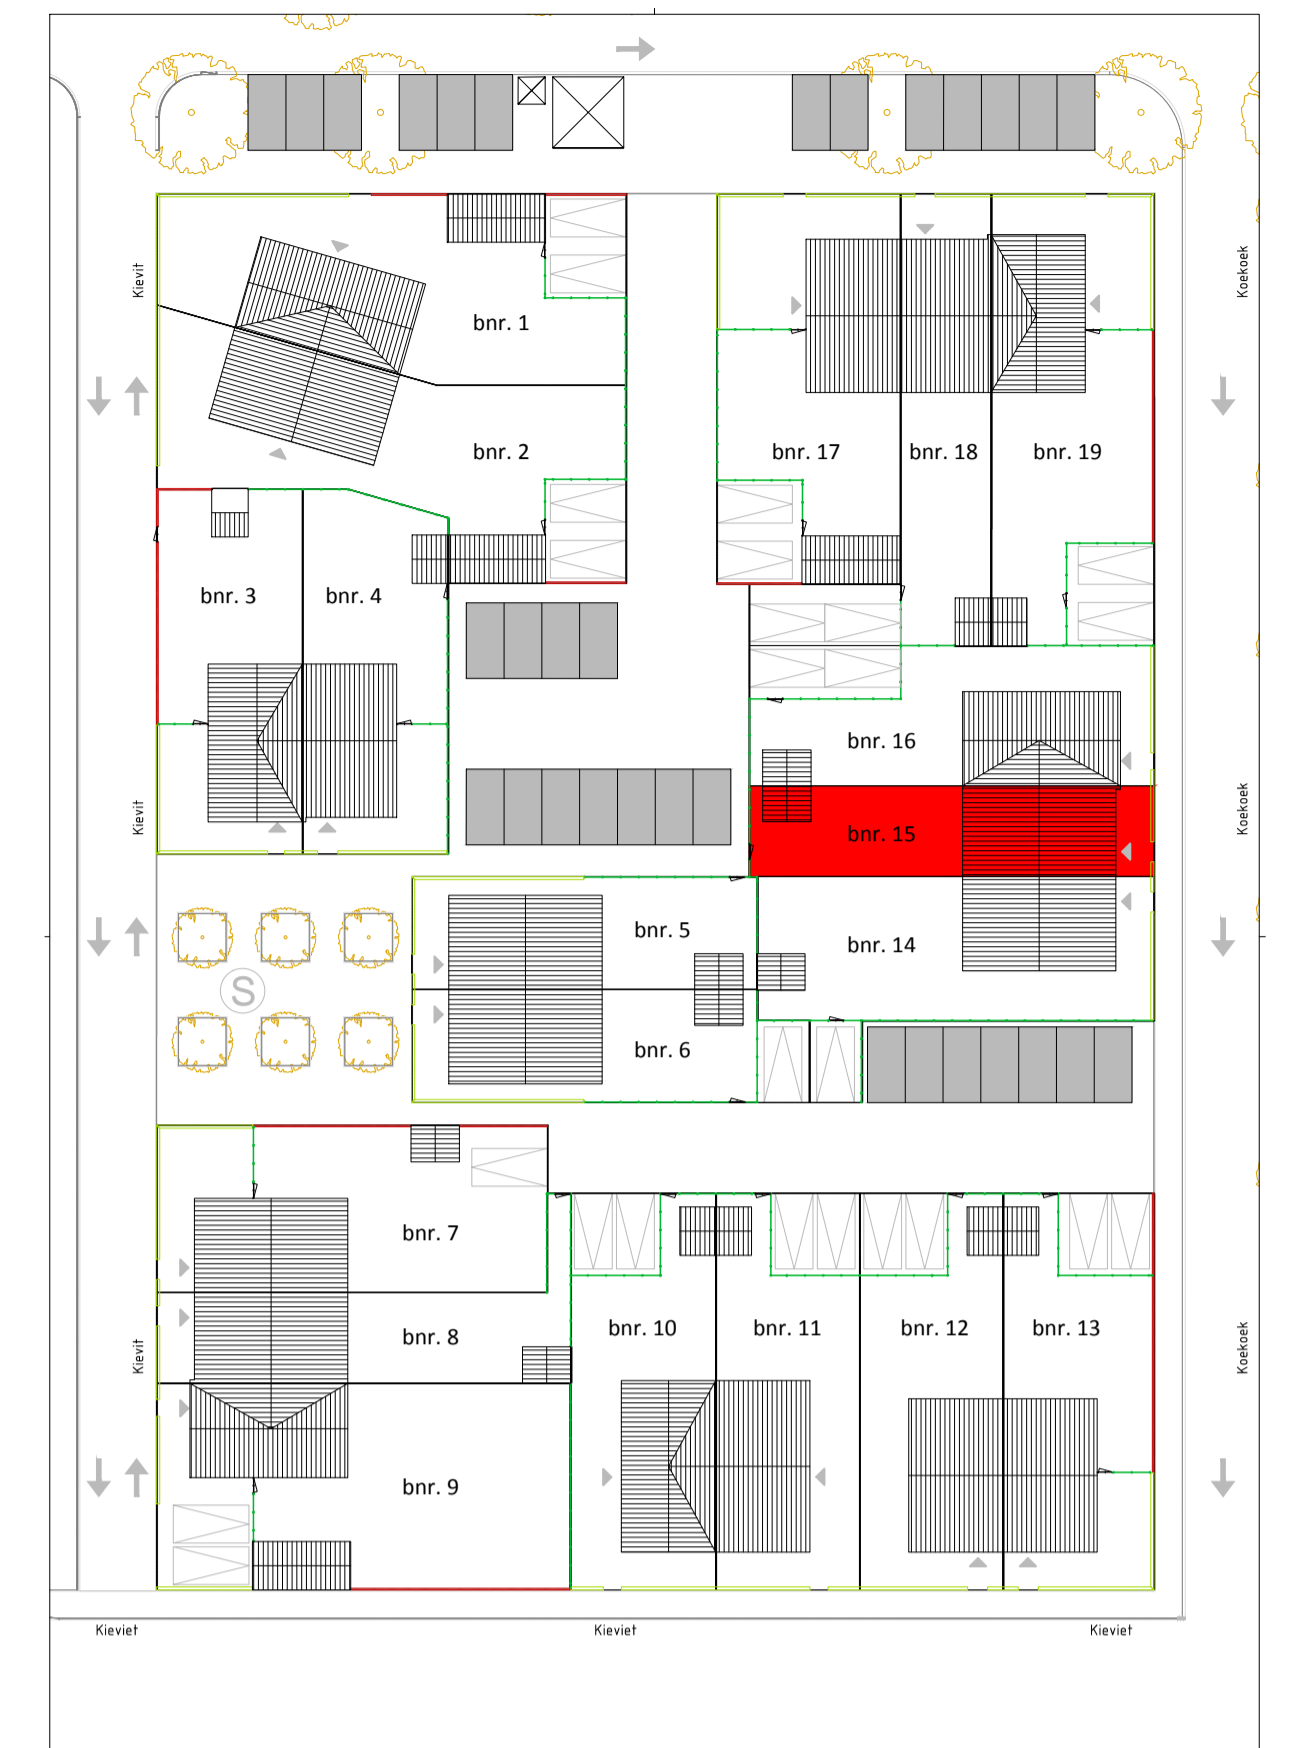 Kievit
Koekoek
bnr. 1
bnr. 2
bnr. 17
bnr. 18
bnr. 19
bnr. 3
bnr. 4
bnr. 16
Kievit
Koekoek
bnr. 15
bnr. 5
bnr. 14
S
bnr. 6
bnr. 7
bnr. 8
bnr. 10
bnr. 11
bnr. 12
bnr. 13
Kievit
Koekoek
bnr. 9
Kieviet
Kieviet
Kieviet